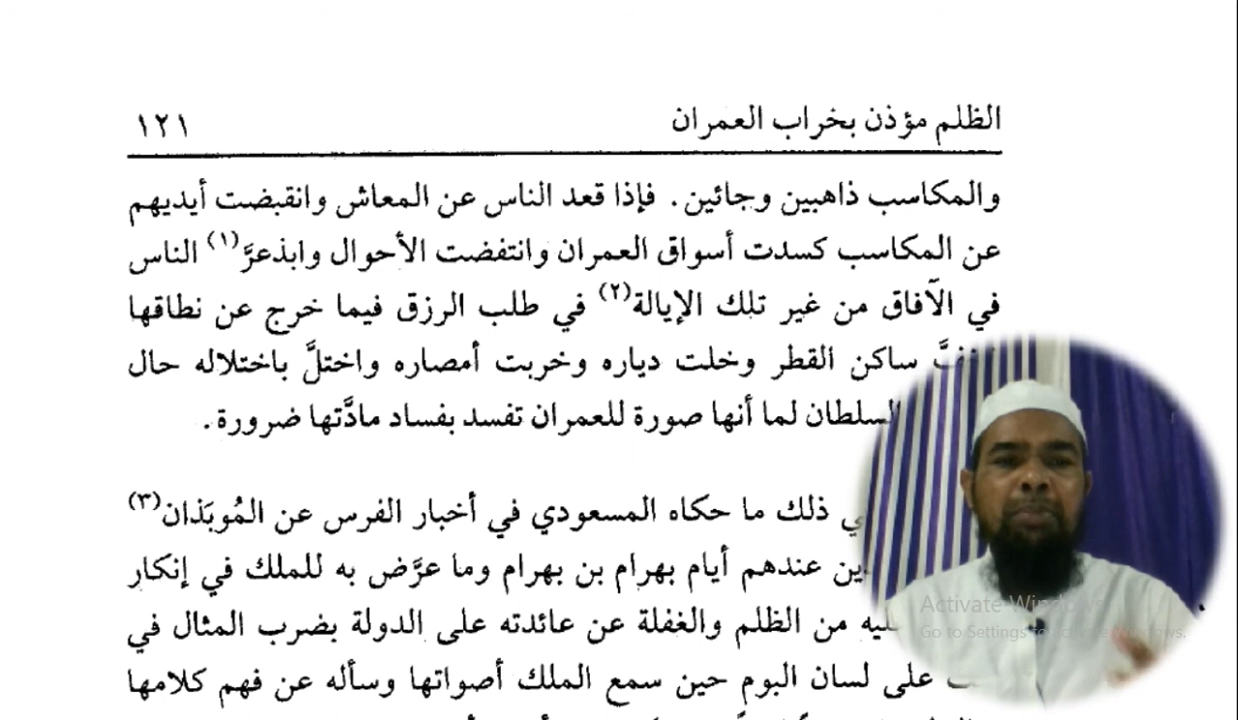 الظلم مؤذن بخراب العمران ١٢١
والمكاسب ذاهبين وجائين. فإذا قعد الناس عن المعاش وانقبضت أيديهم
عن المكاسب كسدت أسواق العمران وانتفضت الأحوال وابذعرَّ(١) الناس
في الآفاق من غير تلك الإيالة(٢) في طلب الرزق فيما خرج عن نطاقها
ساكن القطر وخلت دياره وخربت أمصاره واختلَّ باختلاله حال
السلطان لما أنها صورة للعمران تفسد بفساد مادَّتها ضرورة.
ذلك ما حكاه المسعودي في أخبار الفرس عن المُوبَذان(٣)
عندهم أيام بهرام بن بهرام وما عرَّض به للملك في إنكار
من الظلم والغفلة عن عائدته على الدولة بضرب المثال في
على لسان البوم حين سمع الملك أصواتها وسأله عن فهم كلامها
Activate Windows
Go to Settings to activate Windows.